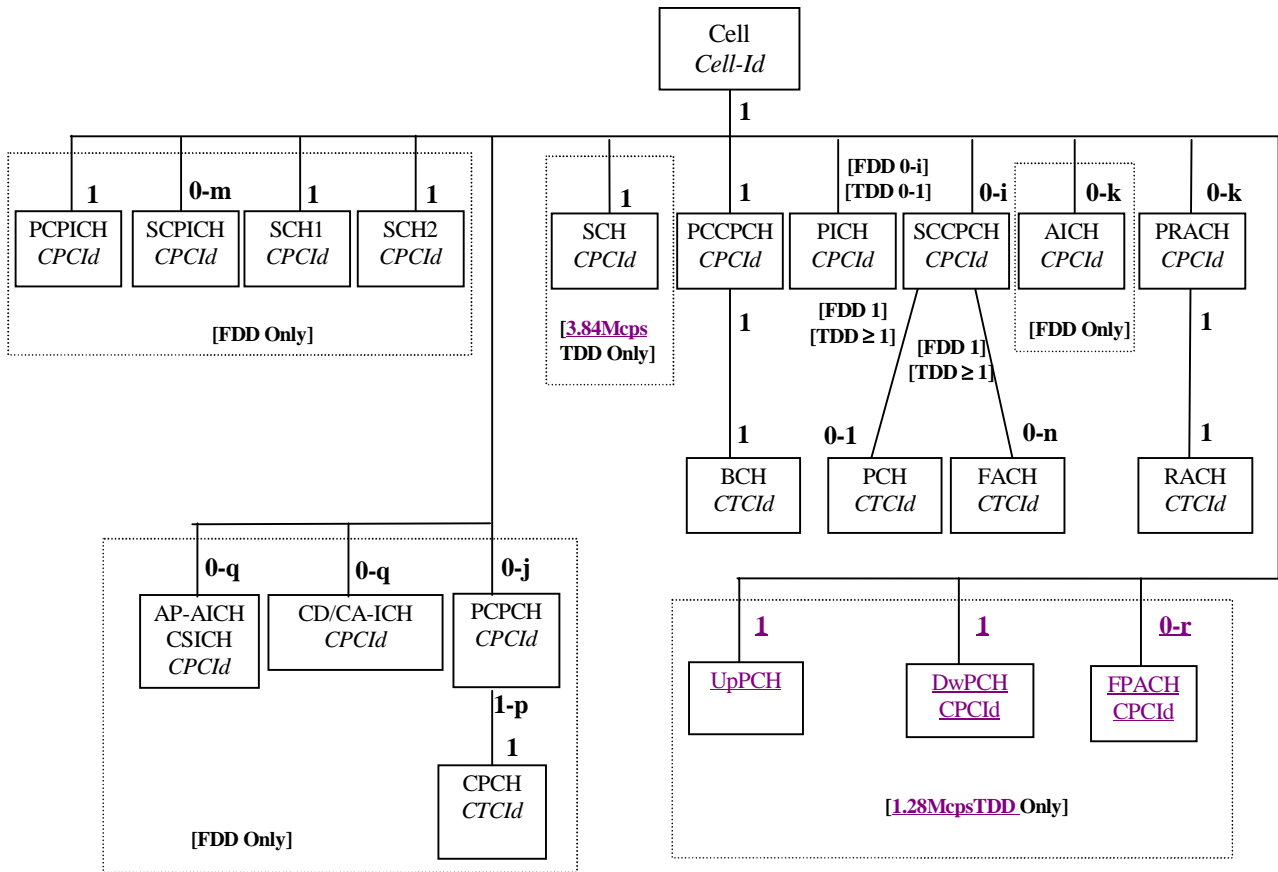 Cell
Cell-Id
1
1
0-m
1
1
1
1
[FDD 0-i]
[TDD 0-1]
0-i
0-k
0-k
PCPICH
CPCId
SCPICH
CPCId
SCH1
CPCId
SCH2
CPCId
SCH
CPCId
PCCPCH
CPCId
PICH
CPCId
SCCPCH
CPCId
AICH
CPCId
PRACH
CPCId
[FDD Only]
[3.84Mcps
TDD Only]
1
[FDD 1]
[TDD ≥ 1]
[FDD 1]
[TDD ≥ 1]
[FDD Only]
1
1
0-1
0-n
1
BCH
CTCId
PCH
CTCId
FACH
CTCId
RACH
CTCId
0-q
0-q
0-j
AP-AICH
CSICH
CPCId
CD/CA-ICH
CPCId
PCPCH
CPCId
1-p
1
CPCH
CTCId
[FDD Only]
1
1
0-r
UpPCH
DwPCH
CPCId
FPACH
CPCId
[1.28McpsTDD Only]